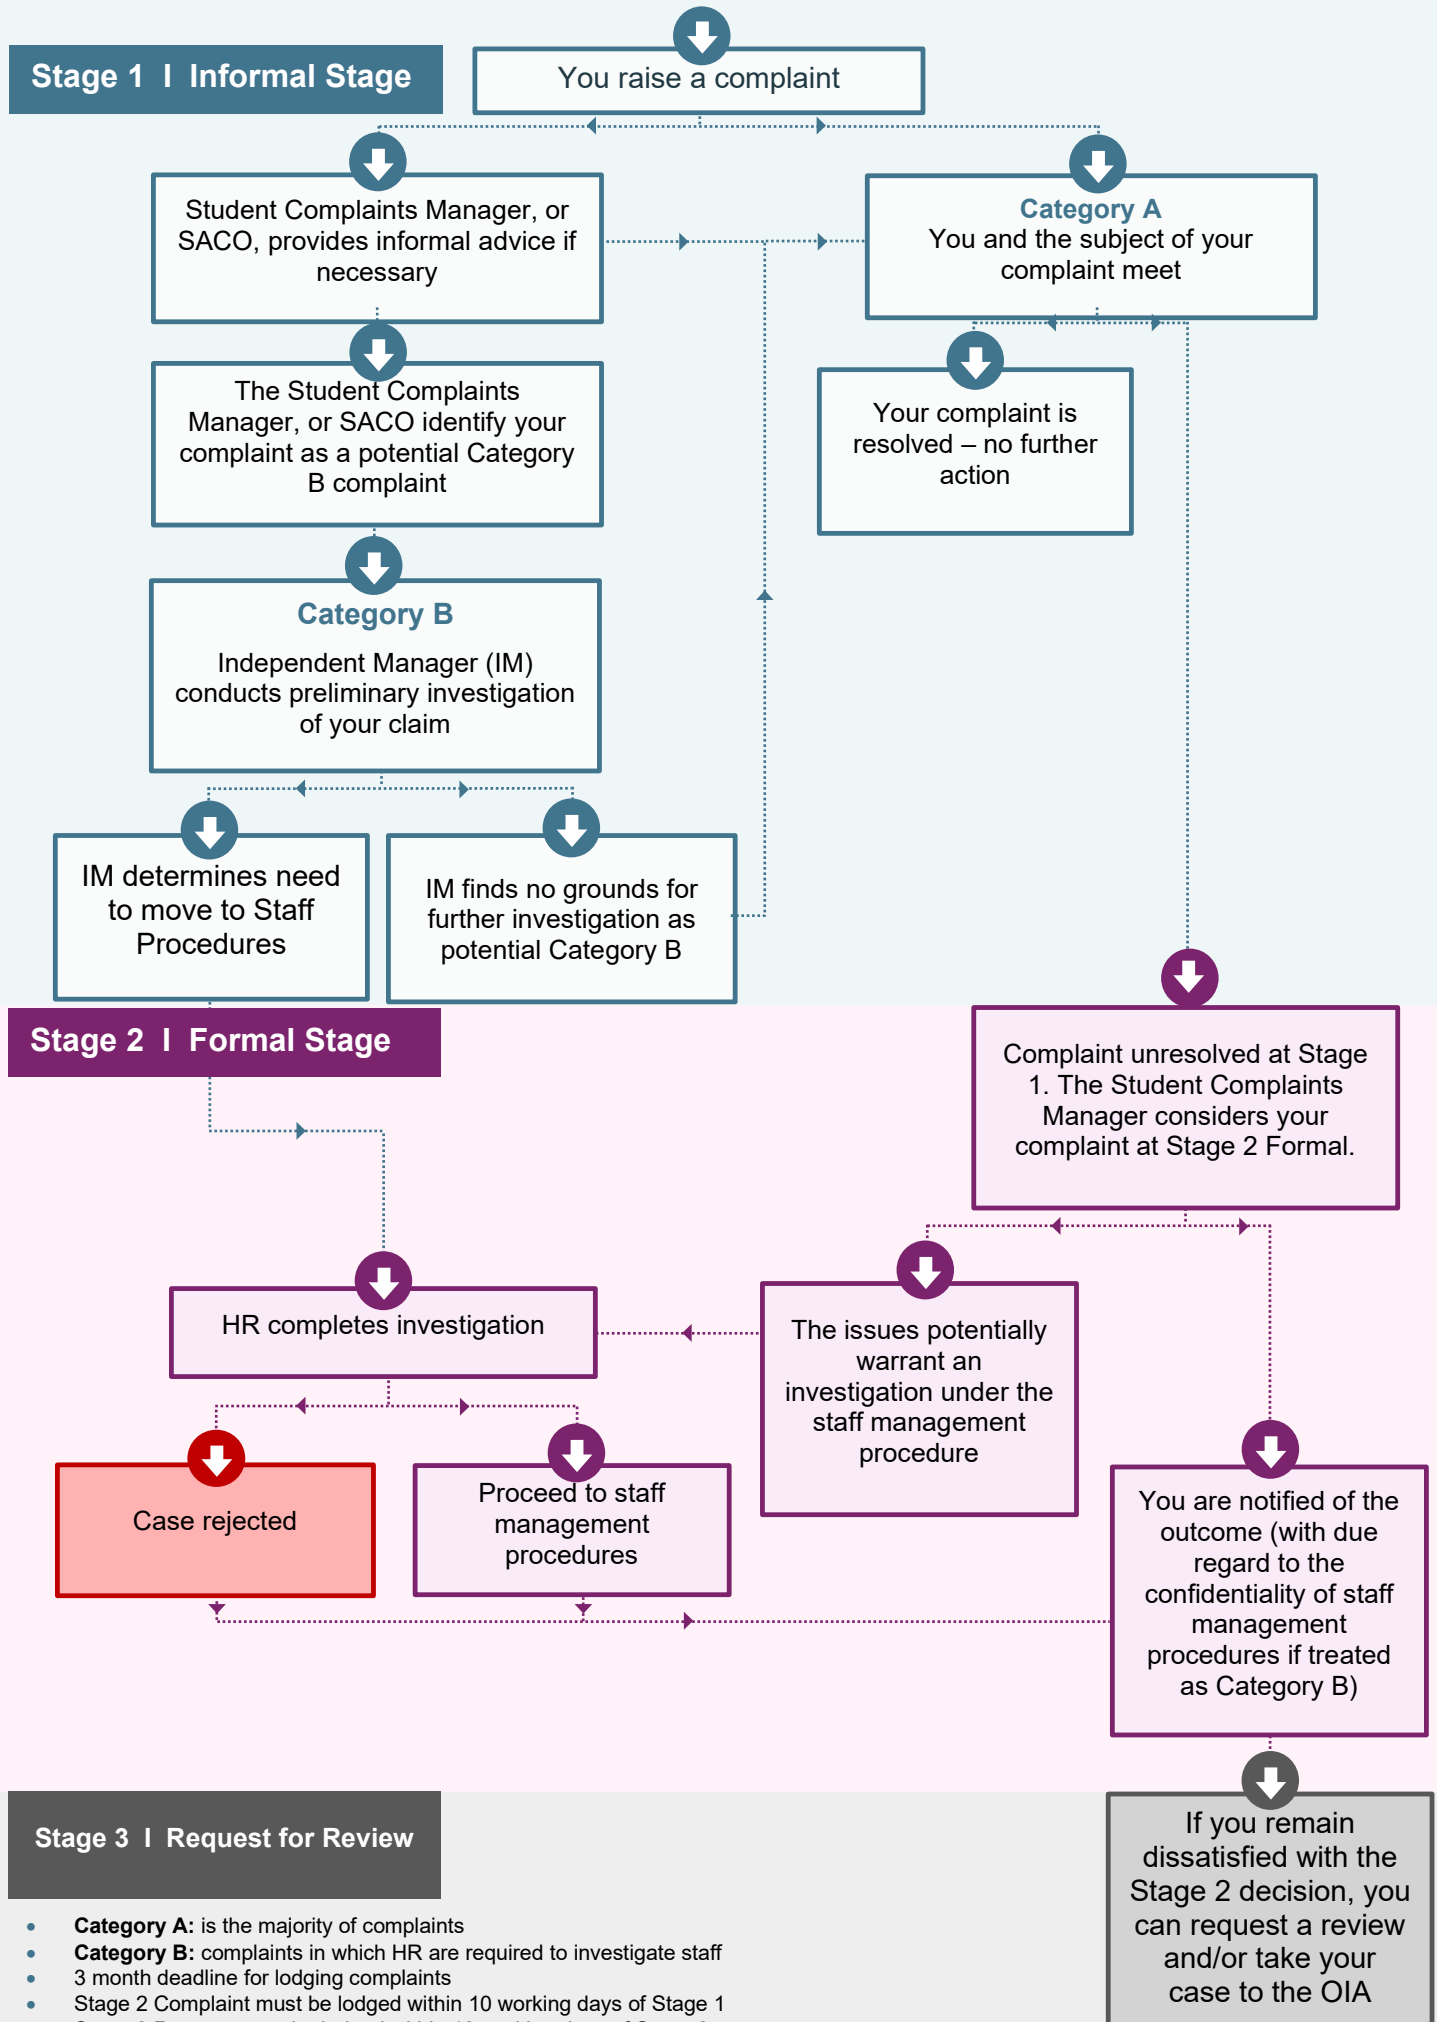 Stage 1 I Informal Stage
You raise a complaint
Student Complaints Manager, or
SACO, provides informal advice if
necessary
Category A
You and the subject of your
complaint meet
The Student Complaints
Manager, or SACO identify your
complaint as a potential Category
B complaint
Your complaint is
resolved – no further
action
Category B
Independent Manager (IM)
conducts preliminary investigation
of your claim
IM determines need
to move to Staff
Procedures
IM finds no grounds for
further investigation as
potential Category B
Stage 2 I Formal Stage
Complaint unresolved at Stage
1. The Student Complaints
Manager considers your
complaint at Stage 2 Formal.
HR completes investigation
The issues potentially
warrant an
investigation under the
staff management
procedure
Case rejected
Proceed to staff
management
procedures
You are notified of the
outcome (with due
regard to the
confidentiality of staff
management
procedures if treated
as Category B)
Stage 3 I Request for Review
If you remain
dissatisfied with the
Stage 2 decision, you
can request a review
and/or take your
case to the OIA
• Category A: is the majority of complaints
• Category B: complaints in which HR are required to investigate staff
• 3 month deadline for lodging complaints
• Stage 2 Complaint must be lodged within 10 working days of Stage 1